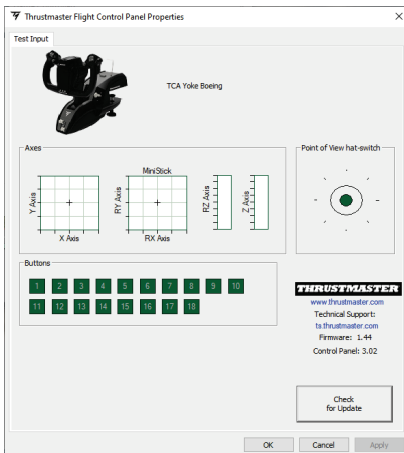 Thrustmaster Flight Control Panel Properties
Test Input
TCA Yoke Boeing
Axes
MiniStick
Y Axis
X Axis
RY Axis
RX Axis
RZ Axis
Z Axis
Point of View hat-switch
Buttons
1 2 3 4 5 6 7 8 9 10
11 12 13 14 15 16 17 18
THRUSTMASTER
www.thrustmaster.com
Technical Support:
ts.thrustmaster.com
Firmware: 1.44
Control Panel: 3.02
Check
for Update
OK Cancel Apply